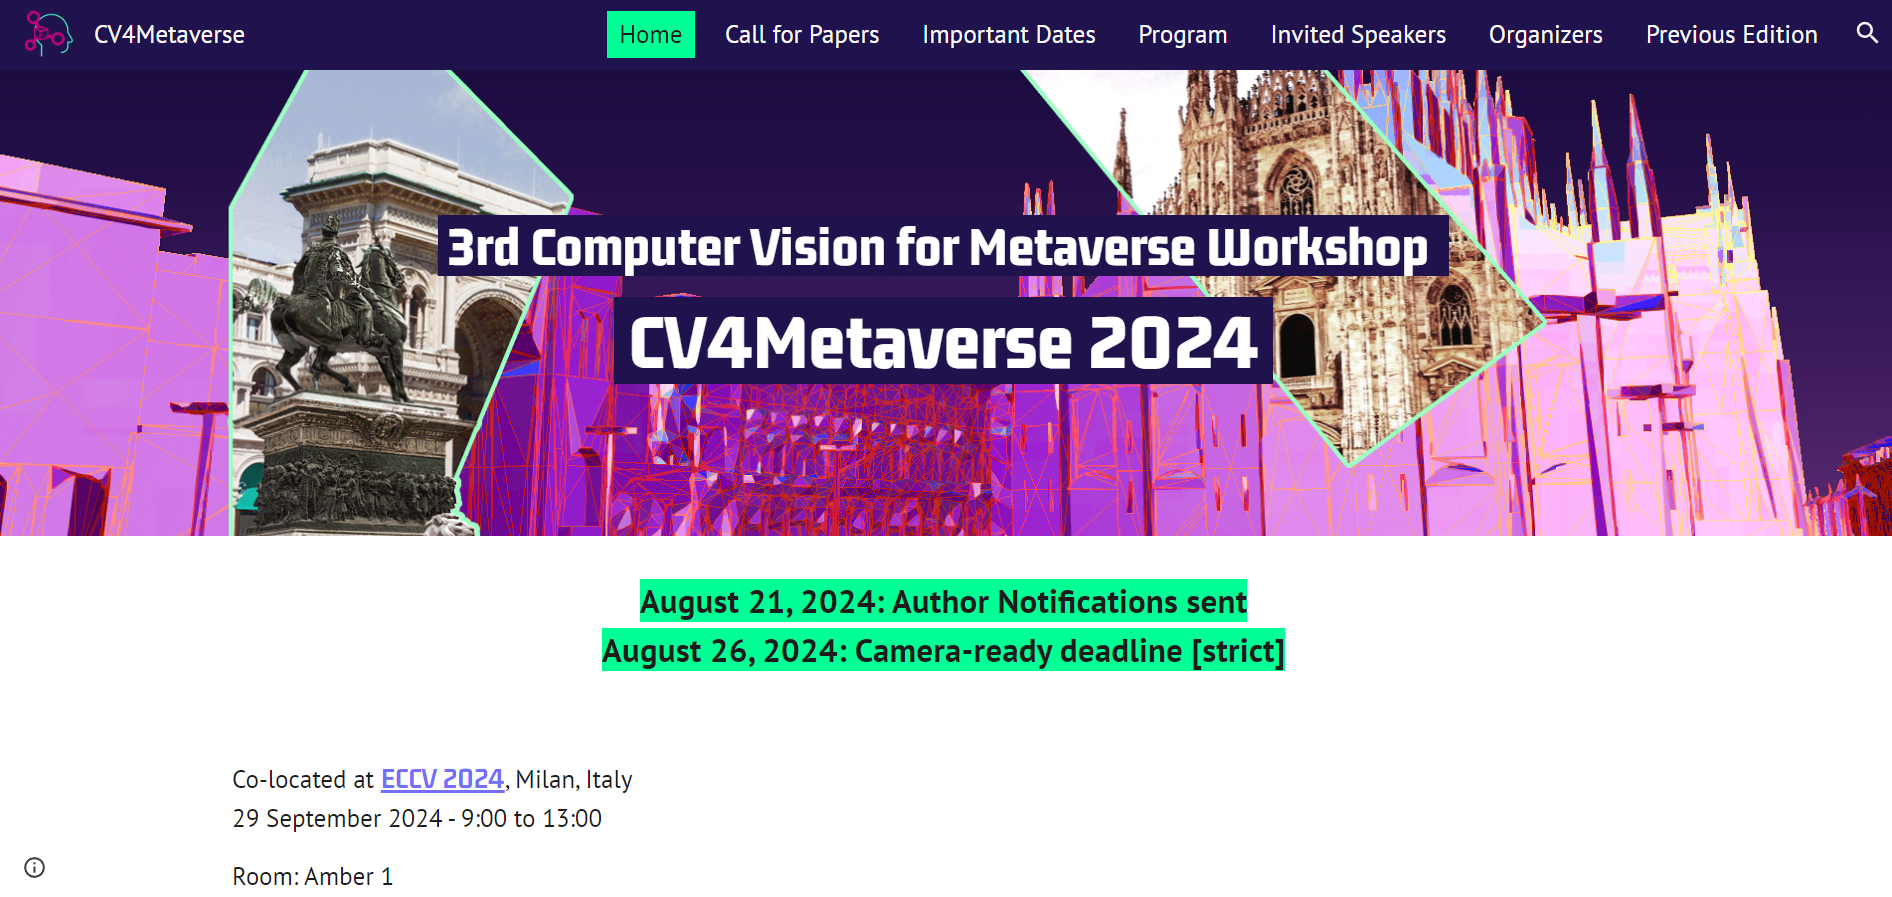 CV4Metaverse
Home
Call for Papers
Important Dates
Program
Invited Speakers
Organizers
Previous Edition
3rd Computer Vision for Metaverse Workshop
CV4Metaverse 2024
August 21, 2024: Author Notifications sent
August 26, 2024: Camera-ready deadline [strict]
Co-located at ECCV 2024, Milan, Italy
29 September 2024 - 9:00 to 13:00
Room: Amber 1